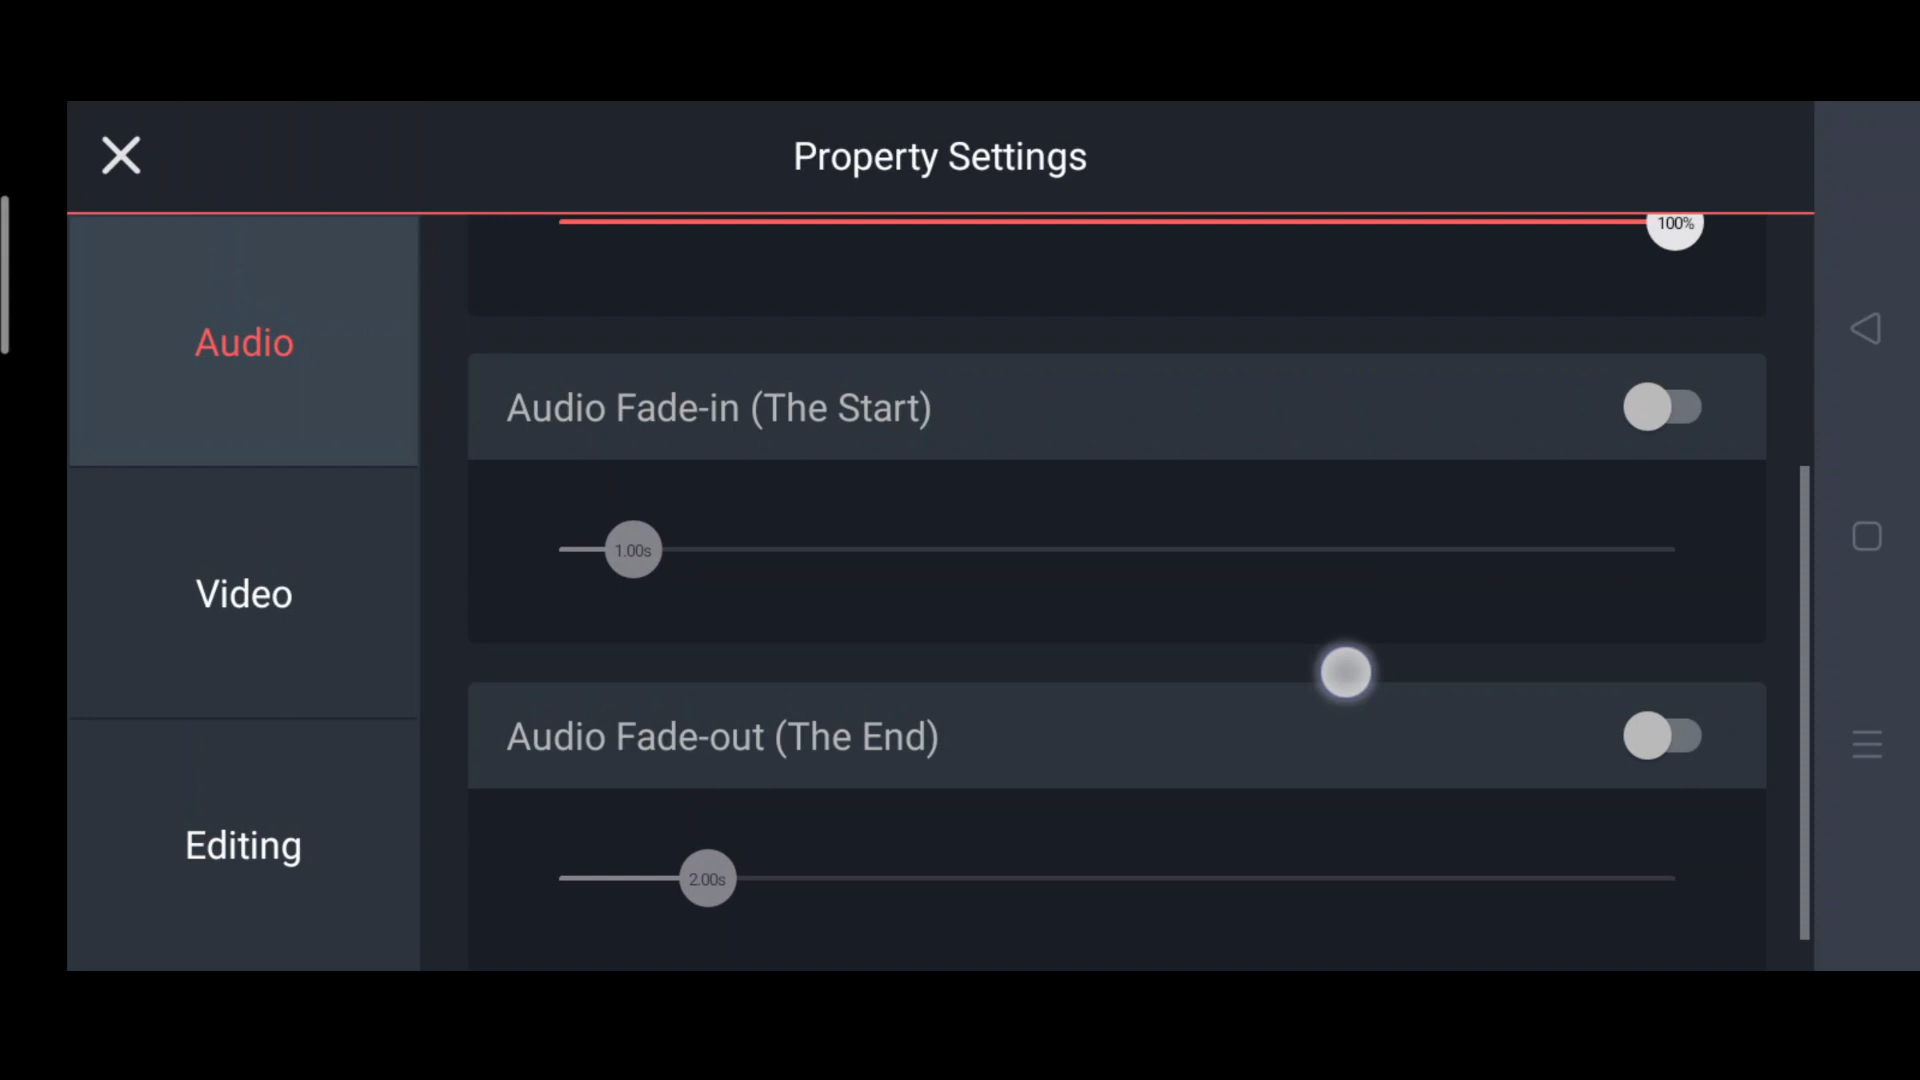 Property Settings
100%
Audio
Audio Fade-in (The Start)
1.00s
Video
Audio Fade-out (The End)
Editing
2.00s